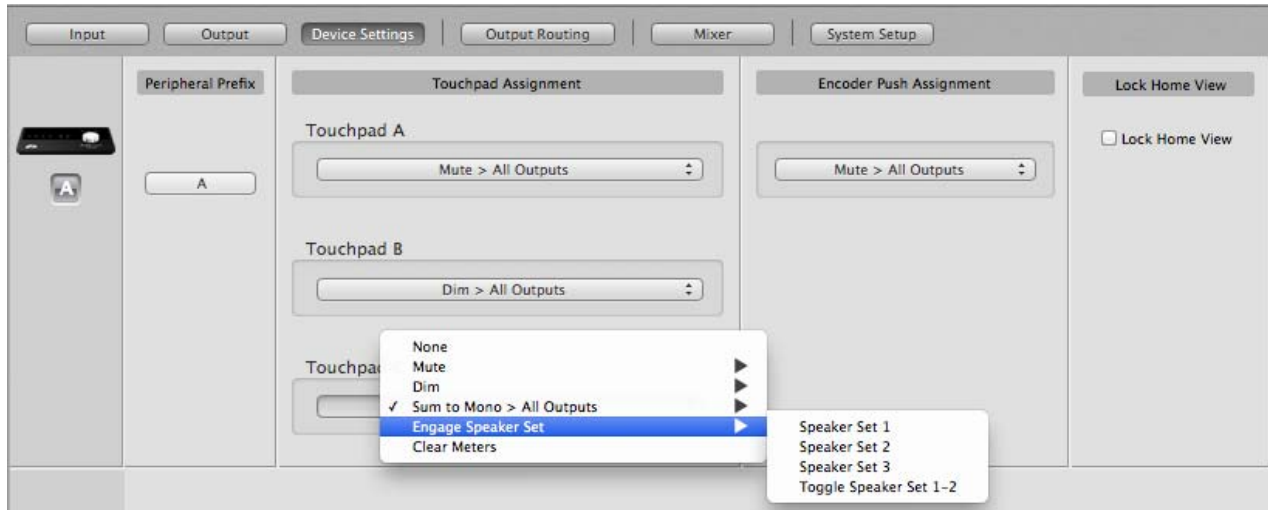 Input
Output
Device Settings
Output Routing
Mixer
System Setup
Peripheral Prefix
Touchpad Assignment
Encoder Push Assignment
Lock Home View
A
A
Touchpad A
Mute > All Outputs
Mute > All Outputs
Lock Home View
Touchpad B
Dim > All Outputs
None
Mute
Dim
✓ Sum to Mono > All Outputs
Engage Speaker Set
Clear Meters
Speaker Set 1
Speaker Set 2
Speaker Set 3
Toggle Speaker Set 1-2